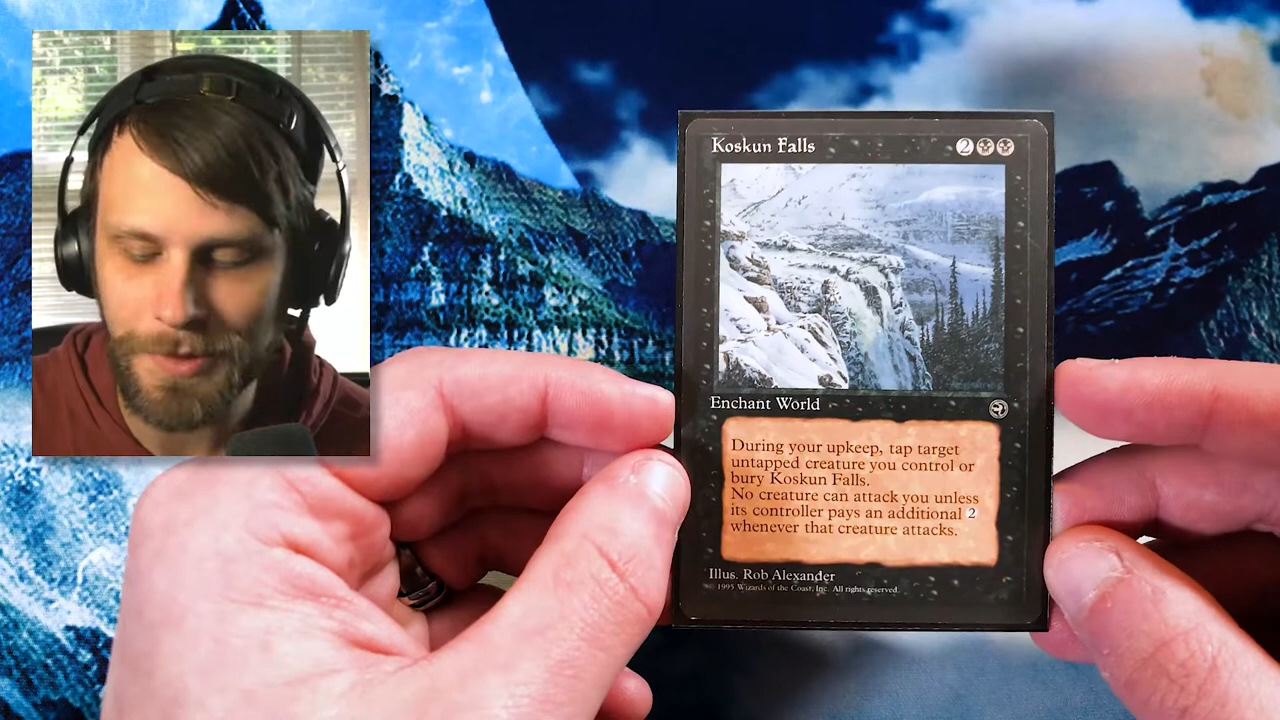 Koskun Falls 2
Enchant World
During your upkeep, tap target
untapped creature you control or
bury Koskun Falls.
No creature can attack you unless
its controller pays an additional 2
whenever that creature attacks.
Illus. Rob Alexander
© 1995 Wizards of the Coast, Inc. All rights reserved.